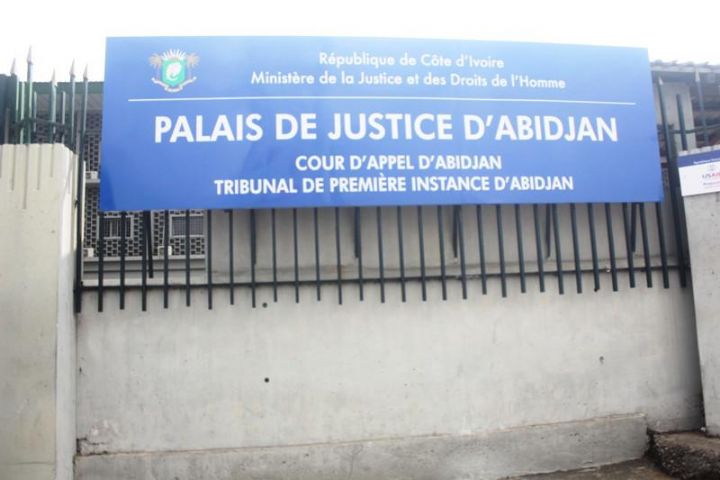 République de Côte d'Ivoire
Ministère de la Justice et des Droits de l'Homme
PALAIS DE JUSTICE D'ABIDJAN
COUR D'APPEL D'ABIDJAN
TRIBUNAL DE PREMIÈRE INSTANCE D'ABIDJAN
USAID